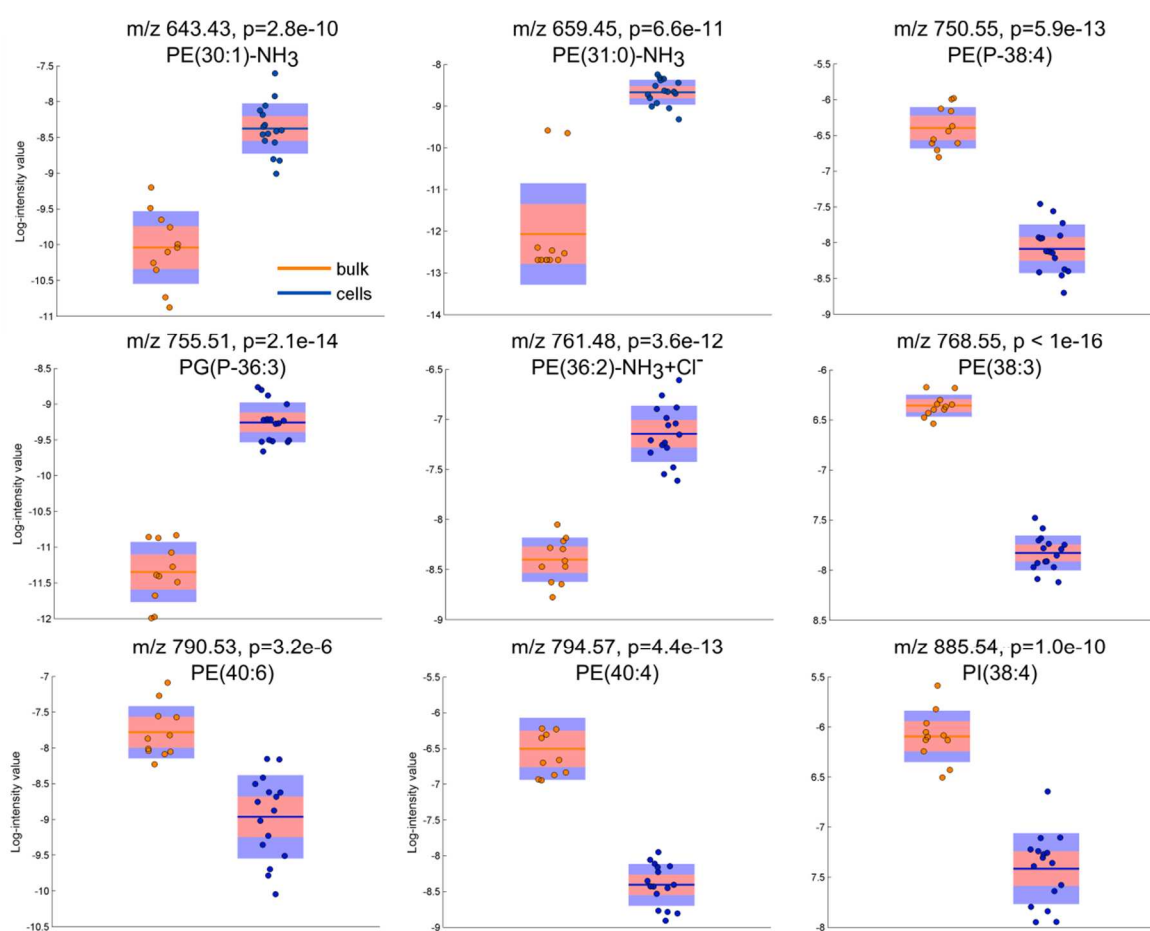 m/z 643.43, p=2.8e-10
PE(30:1)-NH₃
-7.5
-8
-8.5
-9
-9.5
-10
-10.5
-11
Log-intensity value
bulk
cells
m/z 659.45, p=6.6e-11
PE(31:0)-NH₃
-8
-9
-10
-11
-12
-13
-14
m/z 750.55, p=5.9e-13
PE(P-38:4)
-5.5
-6
-6.5
-7
-7.5
-8
-8.5
-9
m/z 755.51, p=2.1e-14
PG(P-36:3)
-8.5
-9
-9.5
-10
-10.5
-11
-11.5
-12
Log-intensity value
m/z 761.48, p=3.6e-12
PE(36:2)-NH₃+Cl⁻
-6.5
-7
-7.5
-8
-8.5
-9
m/z 768.55, p < 1e-16
PE(38:3)
-6
6.5
-7
7.5
-8
8.5
m/z 790.53, p=3.2e-6
PE(40:6)
-7
-7.5
-8
-8.5
-9
-9.5
-10
-10.5
Log-intensity value
m/z 794.57, p=4.4e-13
PE(40:4)
-5.5
-6
-6.5
-7
-7.5
-8
-8.5
-9
m/z 885.54, p=1.0e-10
PI(38:4)
5.5
-6
6.5
-7
7.5
-8